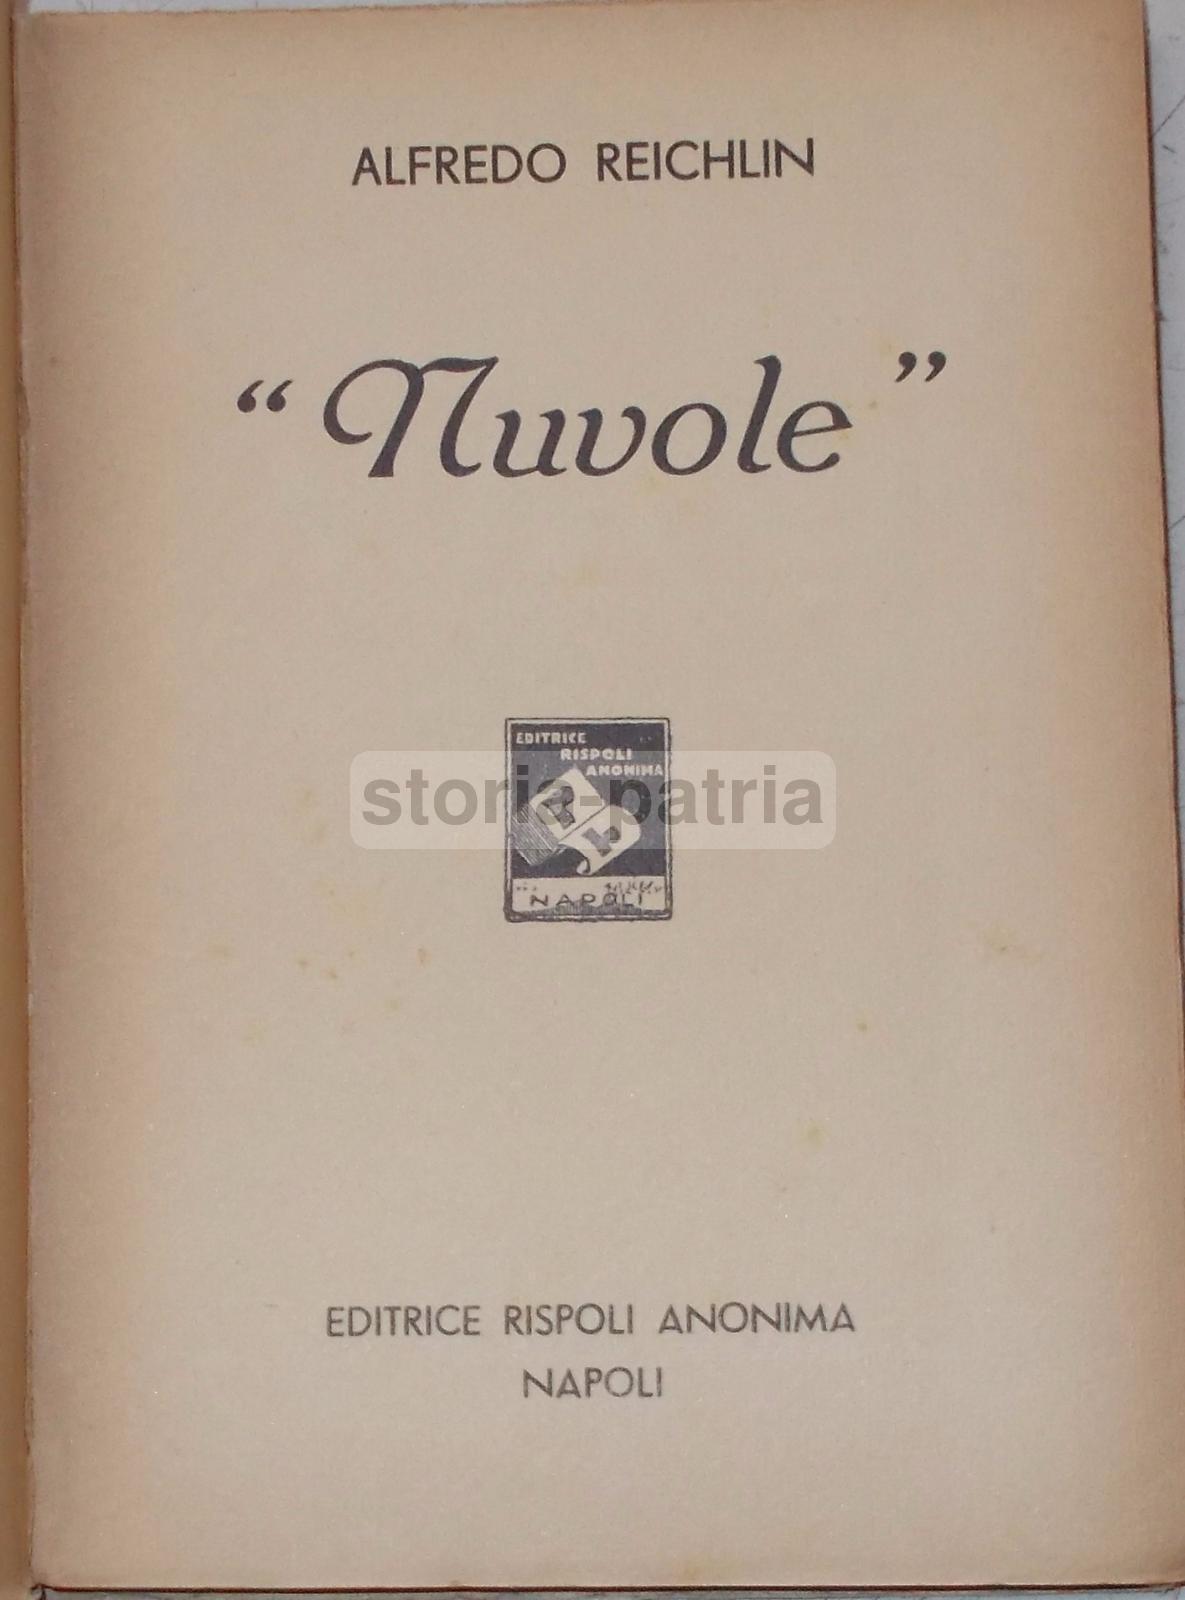 ALFREDO REICHLIN
“Nuvole”
EDITRICE
RISPOLI
ANONIMA
storia-patria
NAPOLI
EDITRICE RISPOLI ANONIMA
NAPOLI